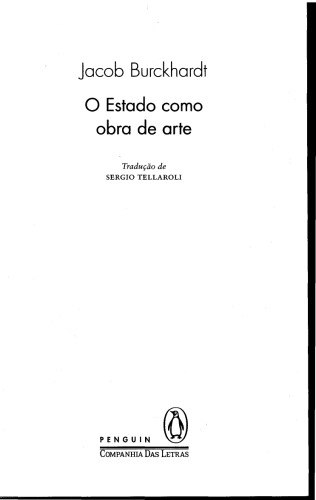 Jacob Burckhardt
O Estado como
obra de arte
Tradução de
SERGIO TELLAROLI
PENGUIN
COMPANHIA DAS LETRAS